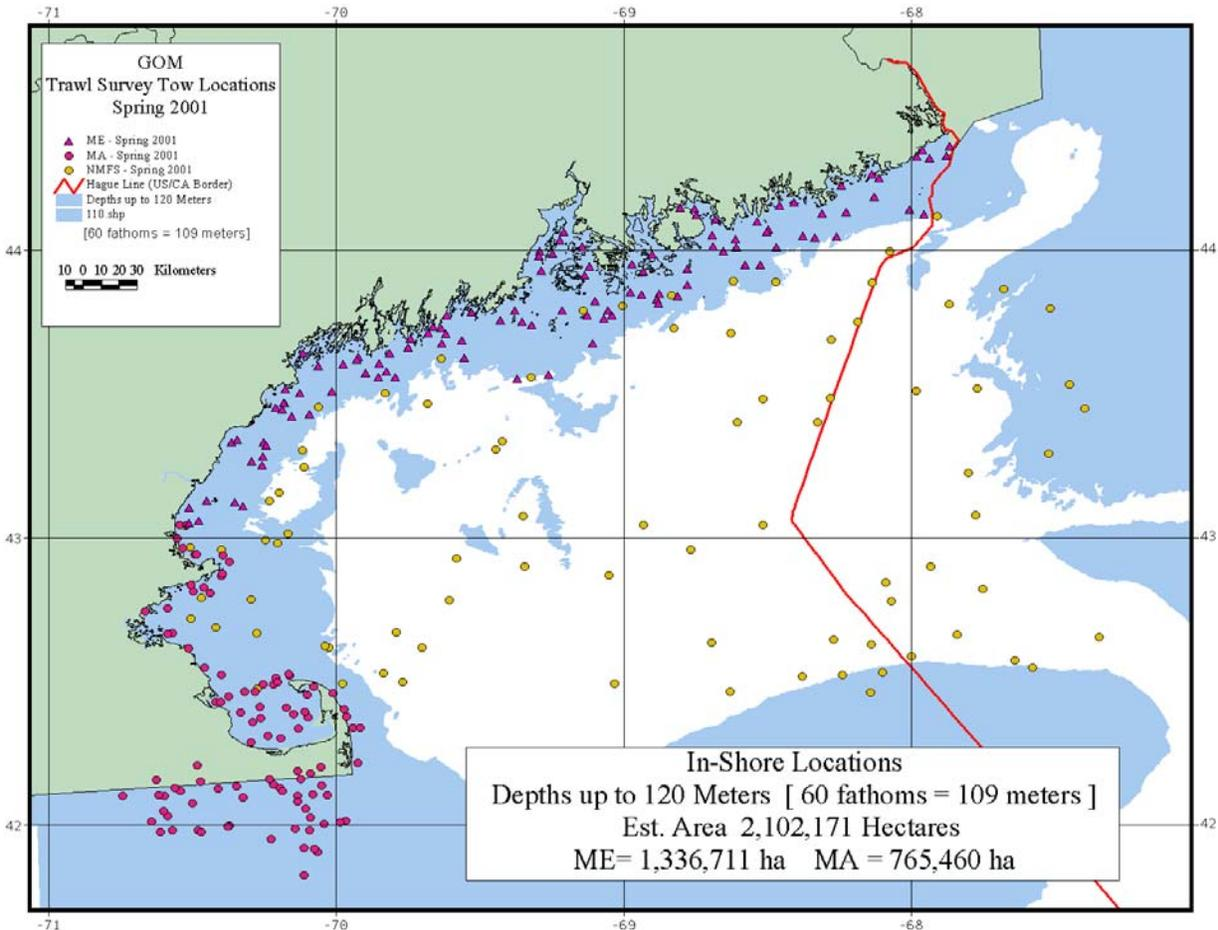 -71 -70 -69 -68
GOM
Trawl Survey Tow Locations
Spring 2001
ME - Spring 2001
MA - Spring 2001
NMFS - Spring 2001
Hague Line (US/CA Border)
Depths up to 120 Meters
110.shp
[60 fathoms = 109 meters]
10 0 10 20 30 Kilometers
44 44
43 43
In-Shore Locations
Depths up to 120 Meters [ 60 fathoms = 109 meters ]
Est. Area 2,102,171 Hectares
ME= 1,336,711 ha MA = 765,460 ha
42 42
-71 -70 -69 -68